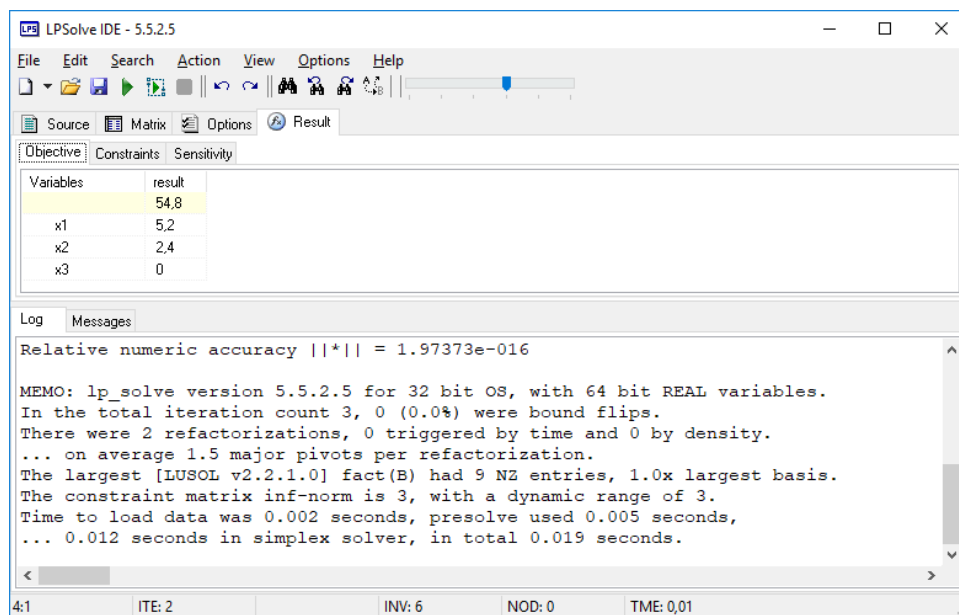 LPS LPSolve IDE - 5.5.2.5
File Edit Search Action View Options Help
Source Matrix Options Result
Objective Constraints Sensitivity
Variables result
54,8
x1 5,2
x2 2,4
x3 0
Log Messages
Relative numeric accuracy ||*|| = 1.97373e-016
MEMO: lp_solve version 5.5.2.5 for 32 bit OS, with 64 bit REAL variables.
In the total iteration count 3, 0 (0.0%) were bound flips.
There were 2 refactorizations, 0 triggered by time and 0 by density.
... on average 1.5 major pivots per refactorization.
The largest [LUSOL v2.2.1.0] fact(B) had 9 NZ entries, 1.0x largest basis.
The constraint matrix inf-norm is 3, with a dynamic range of 3.
Time to load data was 0.002 seconds, presolve used 0.005 seconds,
... 0.012 seconds in simplex solver, in total 0.019 seconds.
4:1 ITE: 2 INV: 6 NOD: 0 TME: 0,01